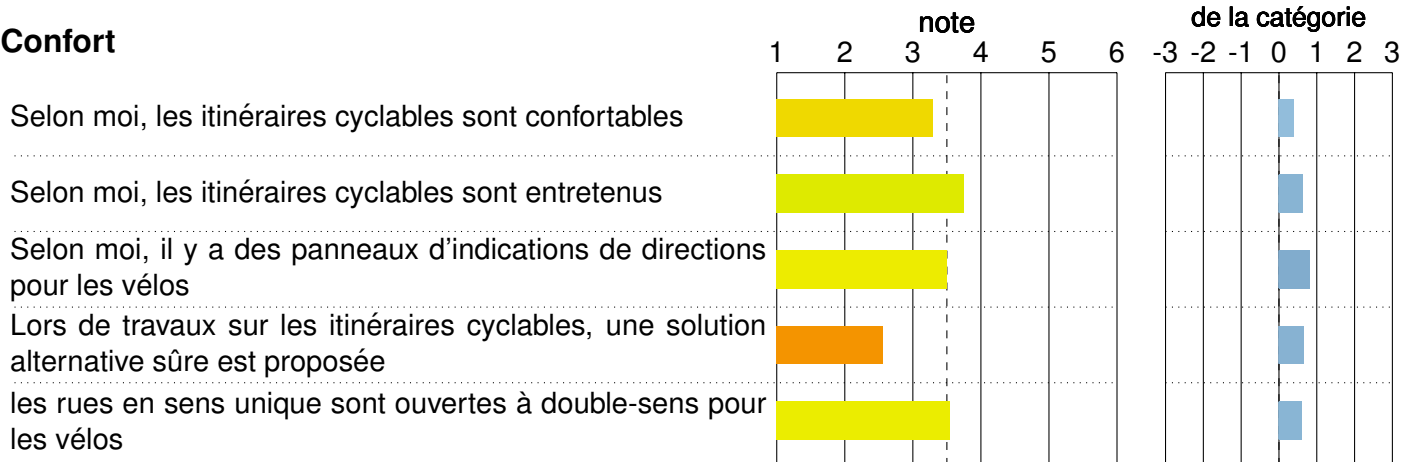 note
de la catégorie
Confort
1 2 3 4 5 6
-3 -2 -1 0 1 2 3
Selon moi, les itinéraires cyclables sont confortables
Selon moi, les itinéraires cyclables sont entretenus
Selon moi, il y a des panneaux d'indications de directions
pour les vélos
Lors de travaux sur les itinéraires cyclables, une solution
alternative sûre est proposée
les rues en sens unique sont ouvertes à double-sens pour
les vélos